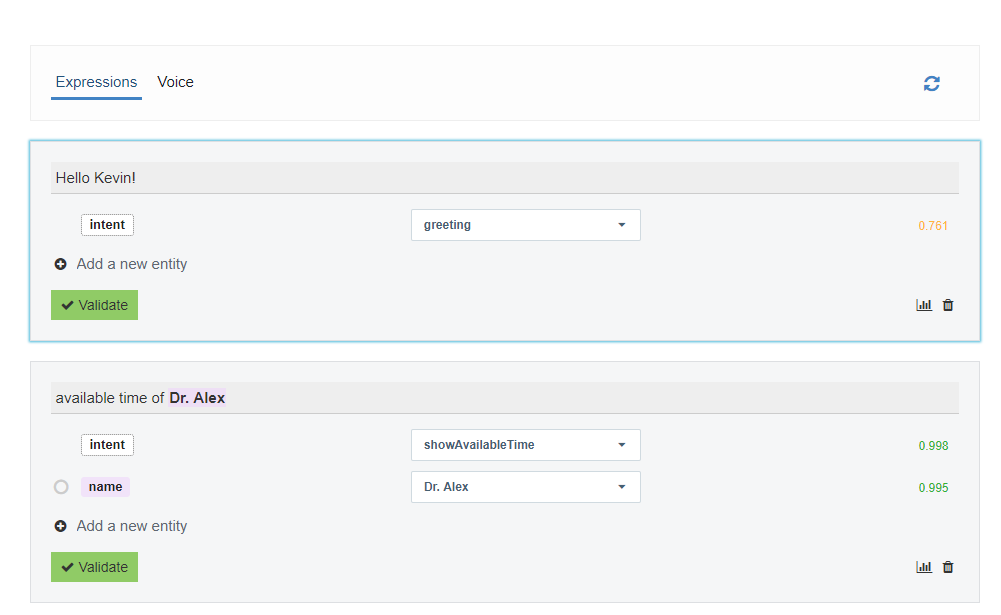 Expressions Voice
Hello Kevin!
intent greeting 0.761
Add a new entity
Validate
available time of Dr. Alex
intent showAvailableTime 0.998
name Dr. Alex 0.995
Add a new entity
Validate